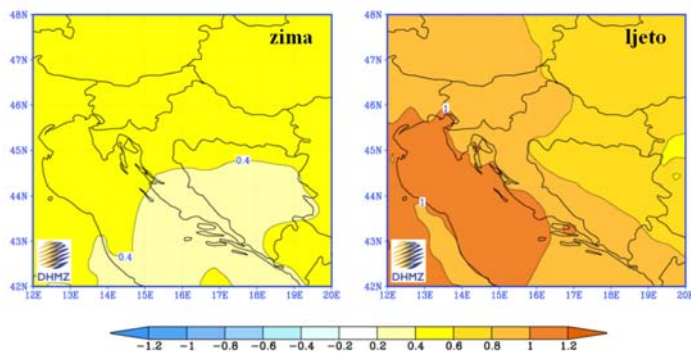 48N zima
47N
46N
45N
44N
43N
42N
0.4
0.4
DHMZ
12E 13E 14E 15E 16E 17E 18E 19E 20E
48N ljeto
47N
46N
45N
44N
43N
42N
1
1
DHMZ
12E 13E 14E 15E 16E 17E 18E 19E 20E
-1.2 -1 -0.8 -0.6 -0.4 -0.2 0.2 0.4 0.6 0.8 1 1.2